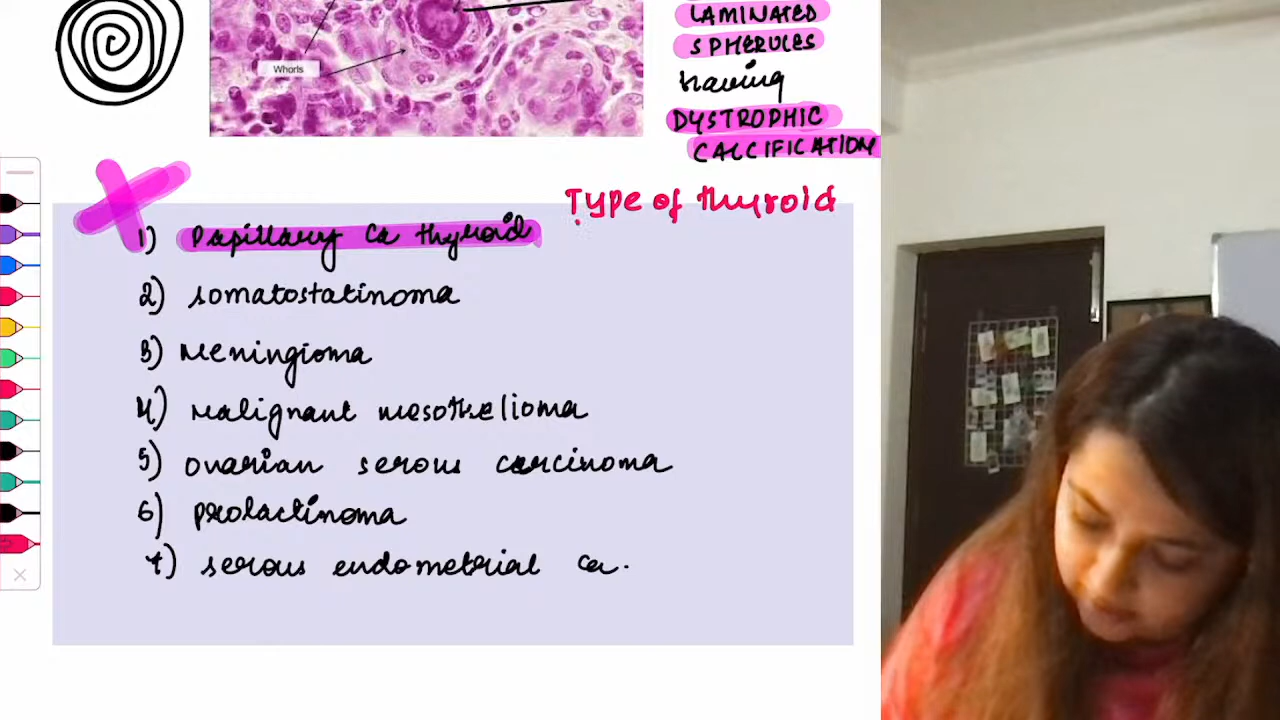 LAMINATED
SPHERULES
having
DYSTROPHIC
CALCIFICATION
Whorls
Type of thyroid
1) Papillary Ca thyroid
2) somatostatinoma
3) Meningioma
4) Malignant mesothelioma
5) ovarian serous carcinoma
6) prolactinoma
7) serous endometrial ca.